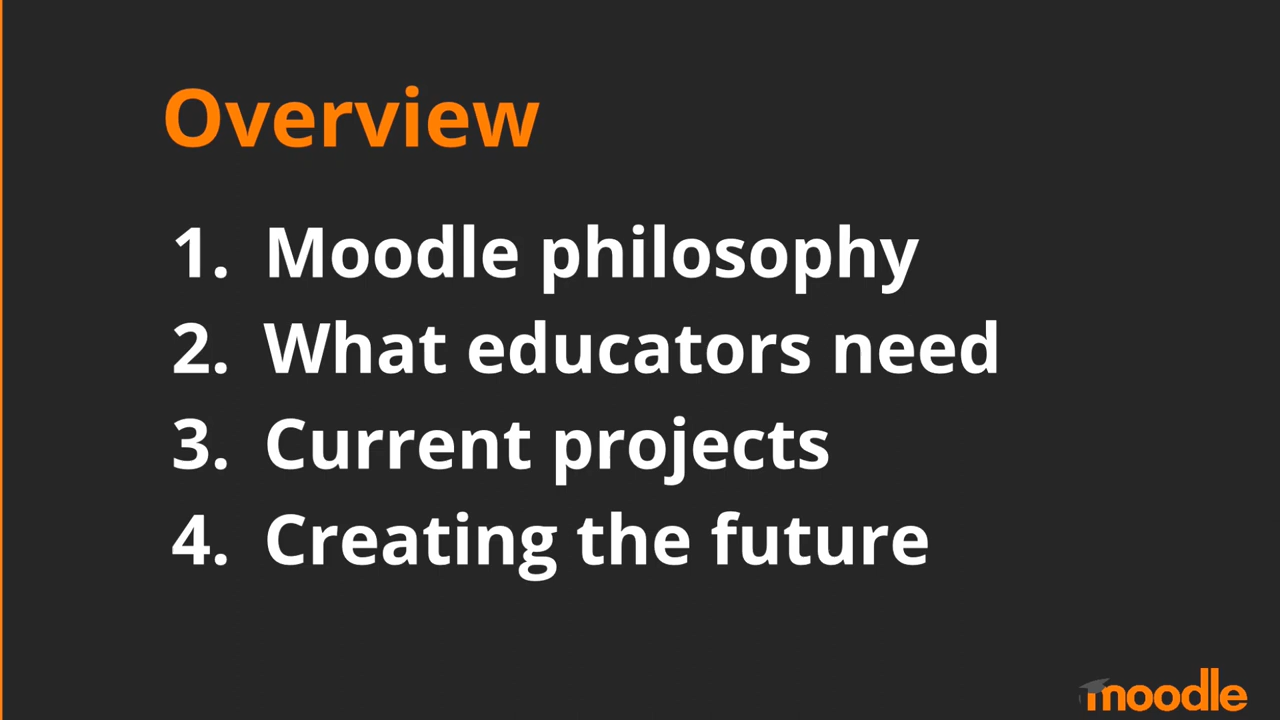 Overview
1. Moodle philosophy
2. What educators need
3. Current projects
4. Creating the future
moodle